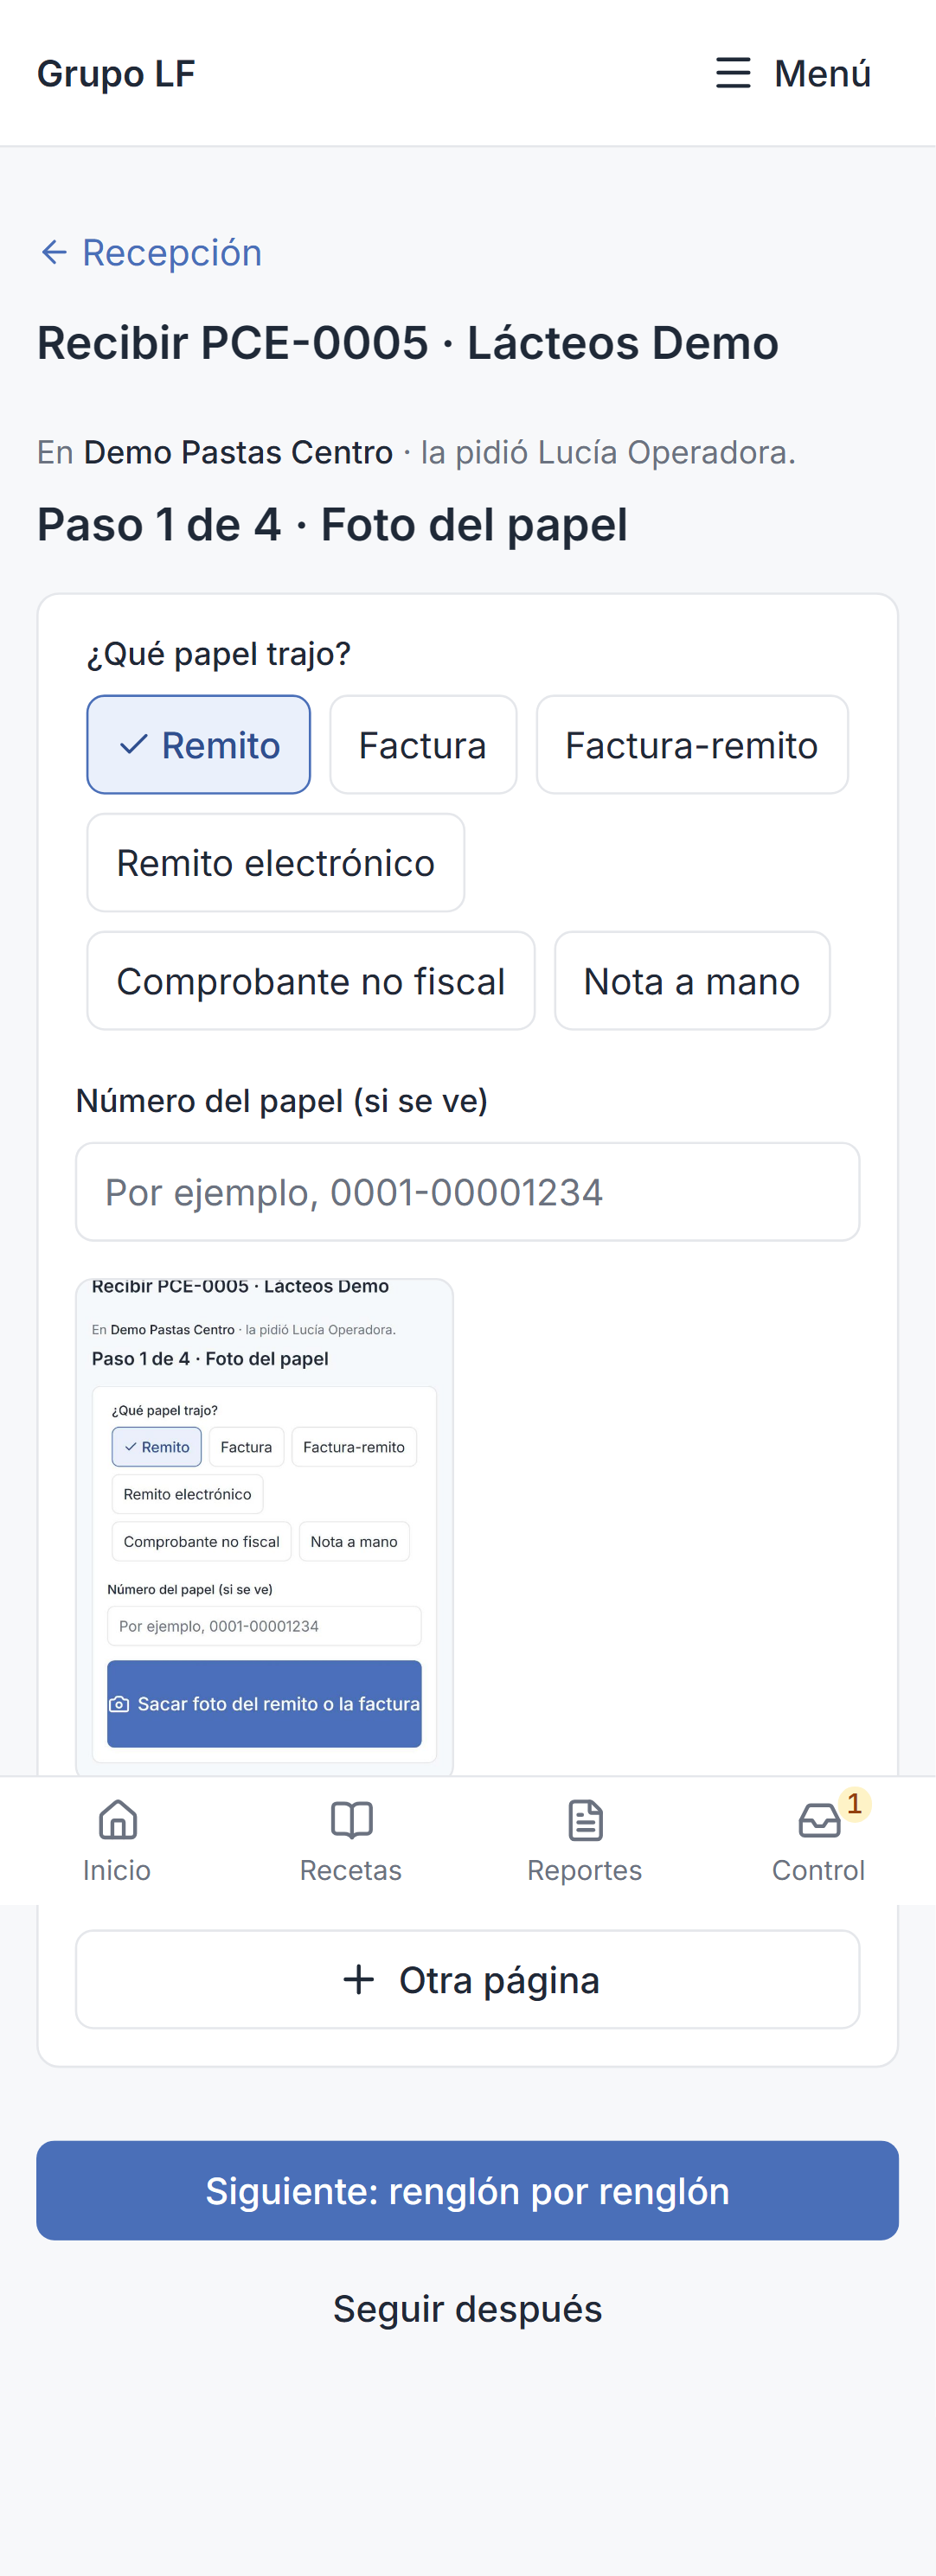 Grupo LF
Menú
Recepción
Recibir PCE-0005 · Lácteos Demo
En Demo Pastas Centro · la pidió Lucía Operadora.
Paso 1 de 4 · Foto del papel
¿Qué papel trajo?
Remito Factura Factura-remito
Remito electrónico
Comprobante no fiscal Nota a mano
Número del papel (si se ve)
Por ejemplo, 0001-00001234
Recibir PCE-0005 · Lácteos Demo
En Demo Pastas Centro · la pidió Lucía Operadora.
Paso 1 de 4 · Foto del papel
¿Qué papel trajo?
Remito Factura Factura-remito
Remito electrónico
Comprobante no fiscal Nota a mano
Número del papel (si se ve)
Por ejemplo, 0001-00001234
Sacar foto del remito o la factura
1
Inicio Recetas Reportes Control
Otra página
Siguiente: renglón por renglón
Seguir después